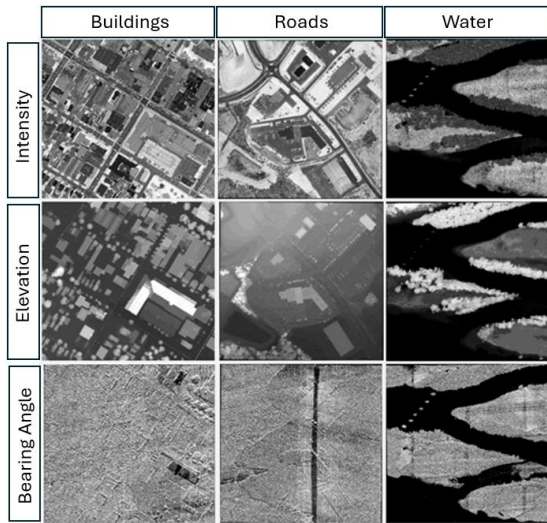 Buildings
Roads
Water
Intensity
Elevation
Bearing Angle